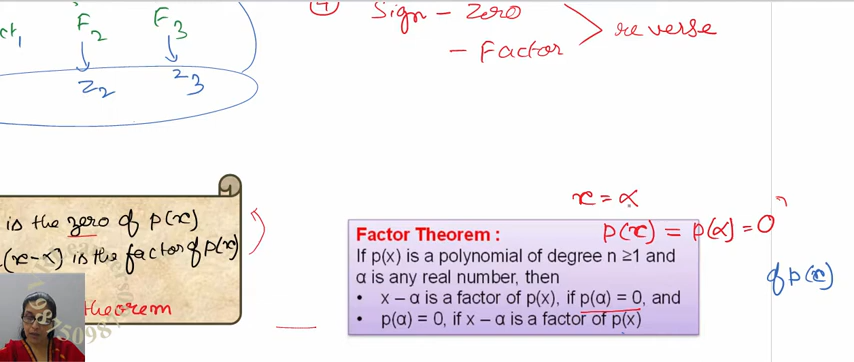 ④ Sign - Zero
- Factor
reverse
F₂ F₃
Z₂ Z₃
is the zero of p(x)
(x-α) is the factor of p(x)
theorem
x = α
p(x) = p(α) = 0
Factor Theorem :
If p(x) is a polynomial of degree n ≥1 and
α is any real number, then
• x – α is a factor of p(x), if p(α) = 0, and
• p(α) = 0, if x – α is a factor of p(x)
of p(x)